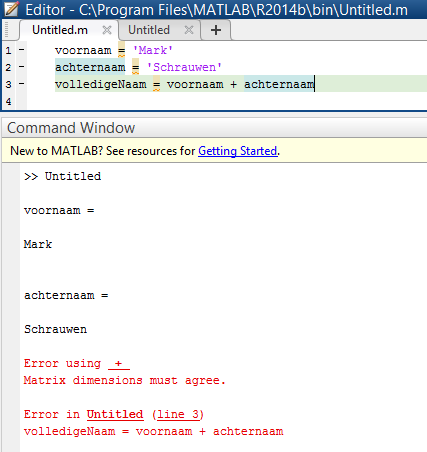 Editor - C:\Program Files\MATLAB\R2014b\bin\Untitled.m
Untitled.m × Untitled × +
1 - voornaam = 'Mark'
2 - achternaam = 'Schrauwen'
3 - volledigeNaam = voornaam + achternaam
4
Command Window
New to MATLAB? See resources for Getting Started.
>> Untitled
voornaam =
Mark
achternaam =
Schrauwen
Error using +
Matrix dimensions must agree.
Error in Untitled (line 3)
volledigeNaam = voornaam + achternaam